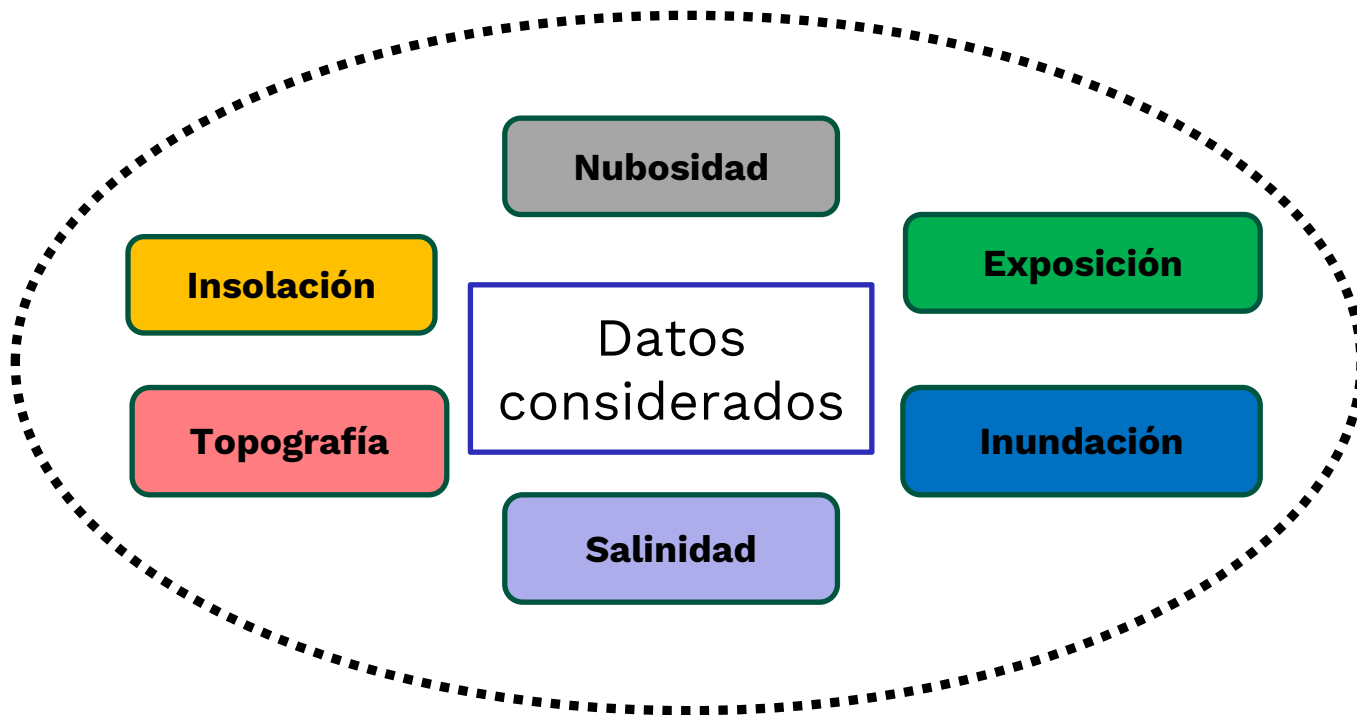 Nubosidad
Insolación
Exposición
Datos
considerados
Topografía
Inundación
Salinidad